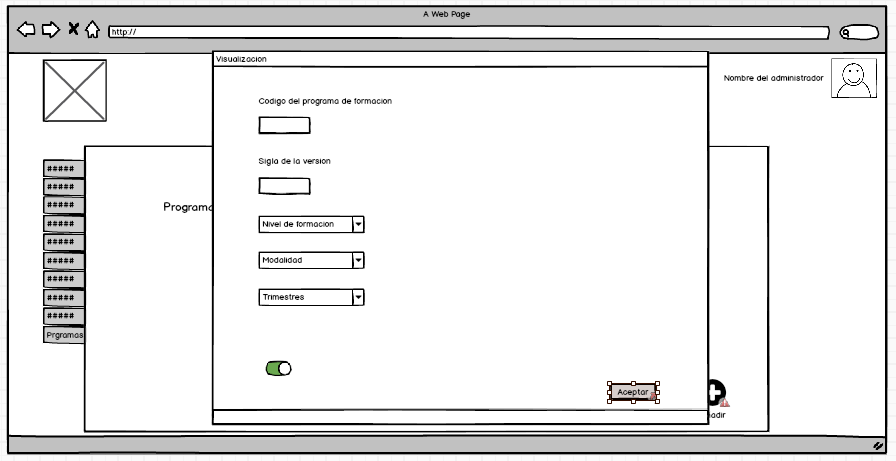 A Web Page
http://
Visualizacion
Nombre del administrador
Codigo del programa de formacion
Sigla de la version
#####
#####
#####
#####
#####
#####
#####
#####
#####
Prgramas
Programa
Nivel de formacion
Modalidad
Trimestres
Aceptar
adir